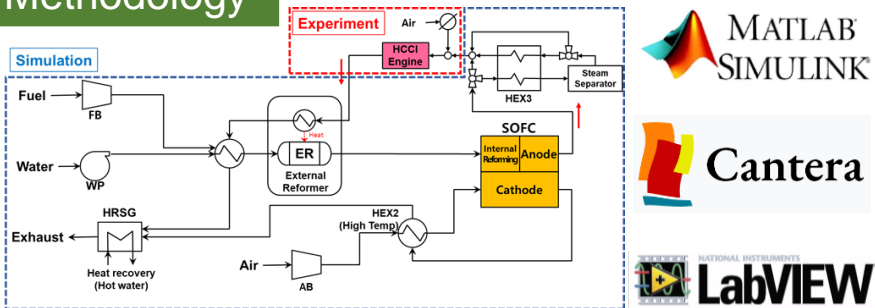 Methodology
Experiment
Air
HCCI
Engine
Simulation
Fuel
FB
HEX3
Steam
Separator
Heat
ER
External
Reformer
SOFC
Internal
Reforming
Anode
Cathode
Water
WP
HRSG
Exhaust
Heat recovery
(Hot water)
HEX2
(High Temp)
Air
AB
MATLAB
SIMULINK
Cantera
NATIONAL INSTRUMENTS
LabVIEW